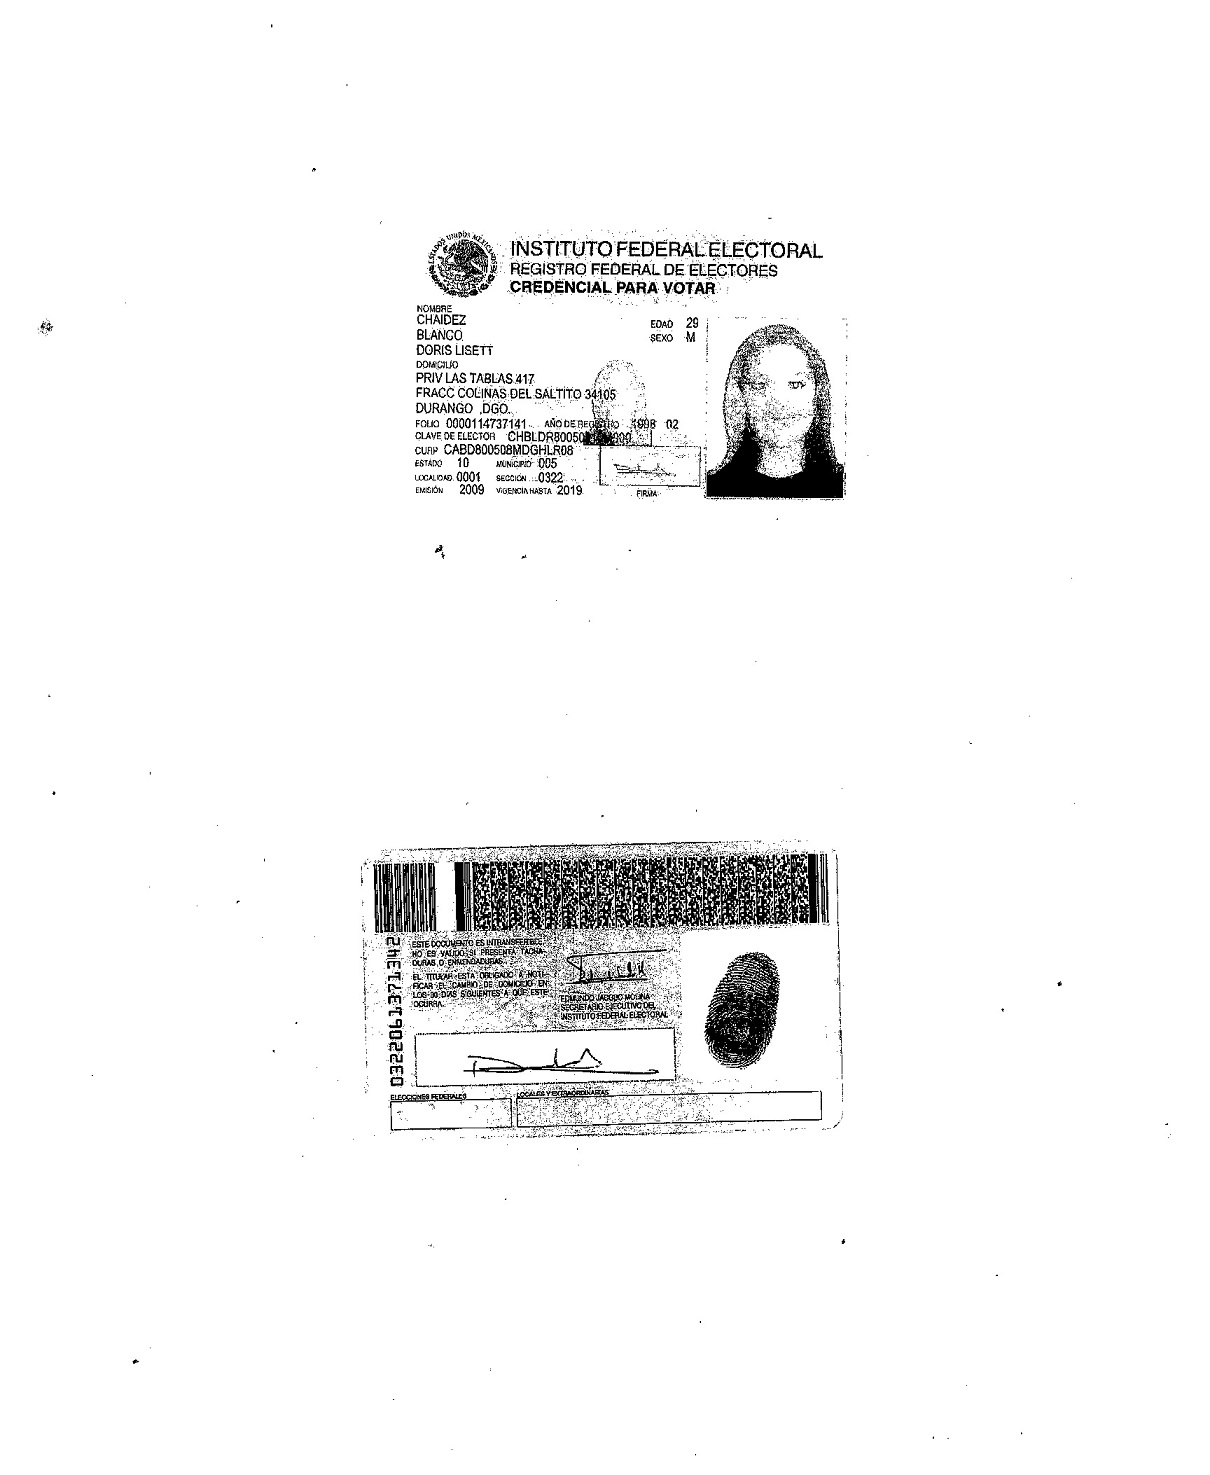 ESTADOS UNIDOS MEXICANOS
INSTITUTO FEDERAL ELECTORAL
REGISTRO FEDERAL DE ELECTORES
CREDENCIAL PARA VOTAR
NOMBRE
CHAIDEZ
BLANCO
DORIS LISETT
EDAD 29
SEXO M
DOMICILIO
PRIV LAS TABLAS 417
FRACC COLINAS DEL SALTITO 34105
DURANGO ,DGO.
FOLIO 0000114737141 AÑO DE REGISTRO 1998 02
CLAVE DE ELECTOR CHBLDR80050
CURP CABD800508MDGHLR08
ESTADO 10 MUNICIPIO 005
LOCALIDAD 0001 SECCIÓN 0322
EMISIÓN 2009 VIGENCIA HASTA 2019
FIRMA
ESTE DOCUMENTO ES INTRANSFERIBLE
NO ES VALIDO SI PRESENTA TACHA-
DURAS O ENMENDADURAS.
EL TITULAR ESTA OBLIGADO A NOTI-
FICAR EL CAMBIO DE DOMICILIO EN
LOS 30 DIAS SIGUIENTES A QUE ESTE
OCURRA.
EDMUNDO JACOBO MOLINA
SECRETARIO EJECUTIVO DEL
INSTITUTO FEDERAL ELECTORAL
ELECCIONES FEDERALES
LOCALES Y EXTRAORDINARIAS